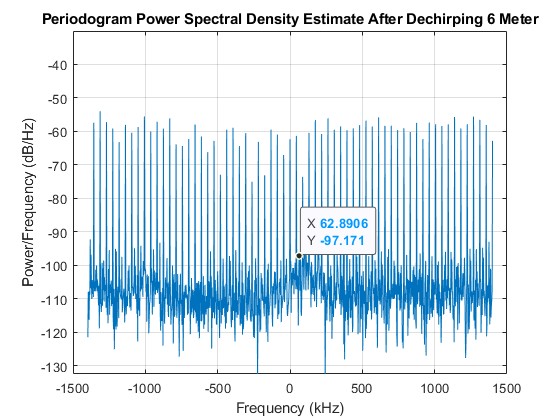 Periodogram Power Spectral Density Estimate After Dechirping 6 Meter
-40
-50
-60
-70
-80
-90
-100
-110
-120
-130
Power/Frequency (dB/Hz)
X 62.8906
Y -97.171
-1500 -1000 -500 0 500 1000 1500
Frequency (kHz)